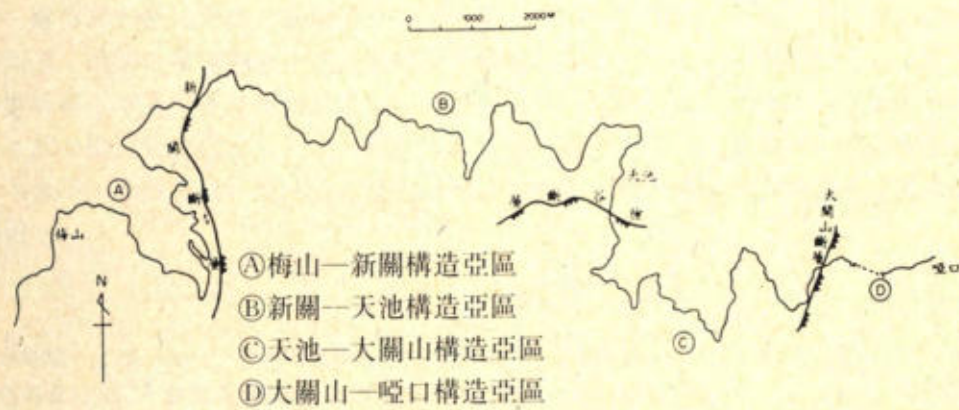 0 1000 2000M
新關斷層
Ⓑ
天池
Ⓐ
檜谷斷層
大關山斷層
梅山
啞口
Ⓓ
N
Ⓒ
Ⓐ梅山—新關構造亞區
Ⓑ新關—天池構造亞區
Ⓒ天池—大關山構造亞區
Ⓓ大關山—啞口構造亞區